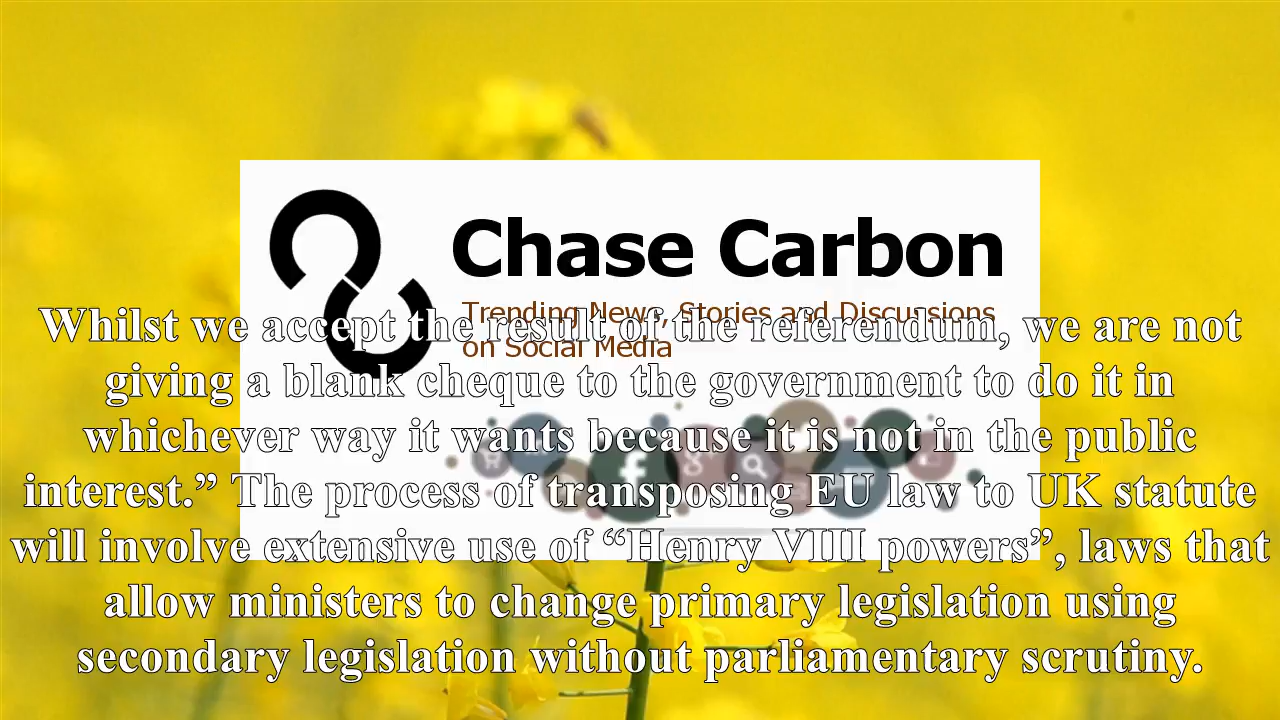 Chase Carbon
Trending News, Stories and Discussions
on Social Media
Whilst we accept the result of the referendum, we are not
giving a blank cheque to the government to do it in
whichever way it wants because it is not in the public
interest.” The process of transposing EU law to UK statute
will involve extensive use of “Henry VIII powers”, laws that
allow ministers to change primary legislation using
secondary legislation without parliamentary scrutiny.